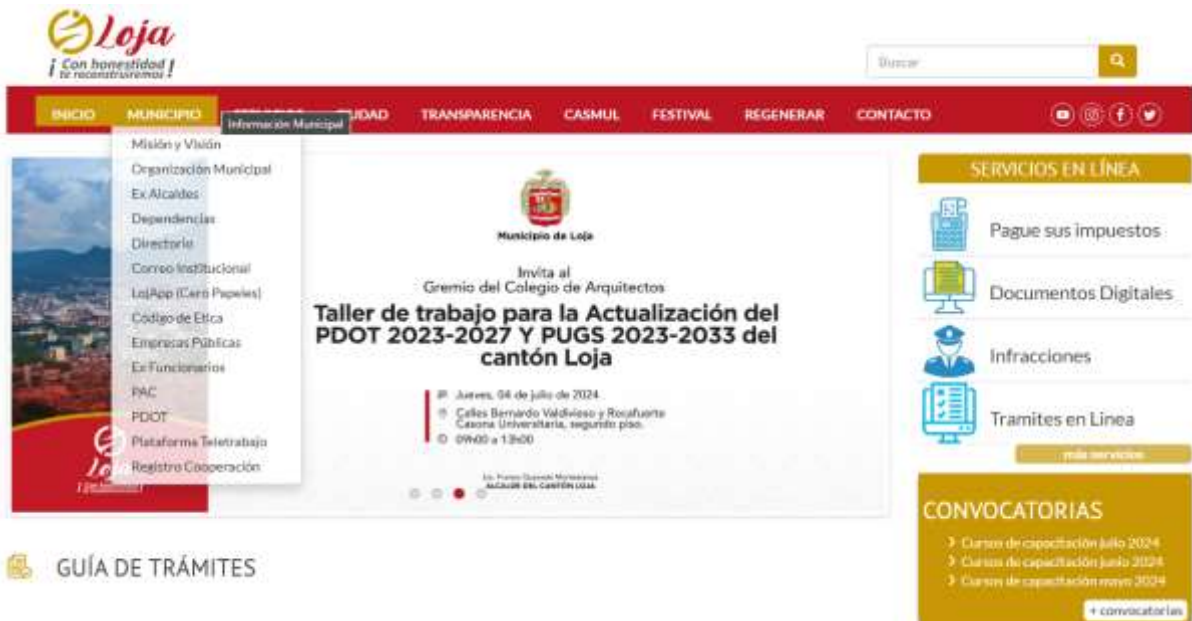 Loja
¡ Con honestidad
te reconstruiremos !
Buscar
INICIO MUNICIPIO CIUDAD TRANSPARENCIA CASMUL FESTIVAL REGENERAR CONTACTO
Información Municipal
Misión y Visión
Organización Municipal
Ex Alcaldes
Dependencias
Directorio
Correo Institucional
LojApp (Cero Papeles)
Código de Etica
Empresas Públicas
Ex Funcionarios
PAC
PDOT
Plataforma Teletrabajo
Registro Cooperación
Municipio de Loja
Invita al
Gremio del Colegio de Arquitectos
Taller de trabajo para la Actualización del
PDOT 2023-2027 Y PUGS 2023-2033 del
cantón Loja
Jueves, 04 de julio de 2024
Calles Bernardo Valdivieso y Rocafuerte
Casona Universitaria, segundo piso.
09h00 a 13h00
ALCALDE DEL CANTÓN LOJA
SERVICIOS EN LÍNEA
Pague sus impuestos
Documentos Digitales
Infracciones
Tramites en Linea
más servicios
CONVOCATORIAS
Cursos de capacitación julio 2024
Cursos de capacitación junio 2024
Cursos de capacitación mayo 2024
+ convocatorias
GUÍA DE TRÁMITES